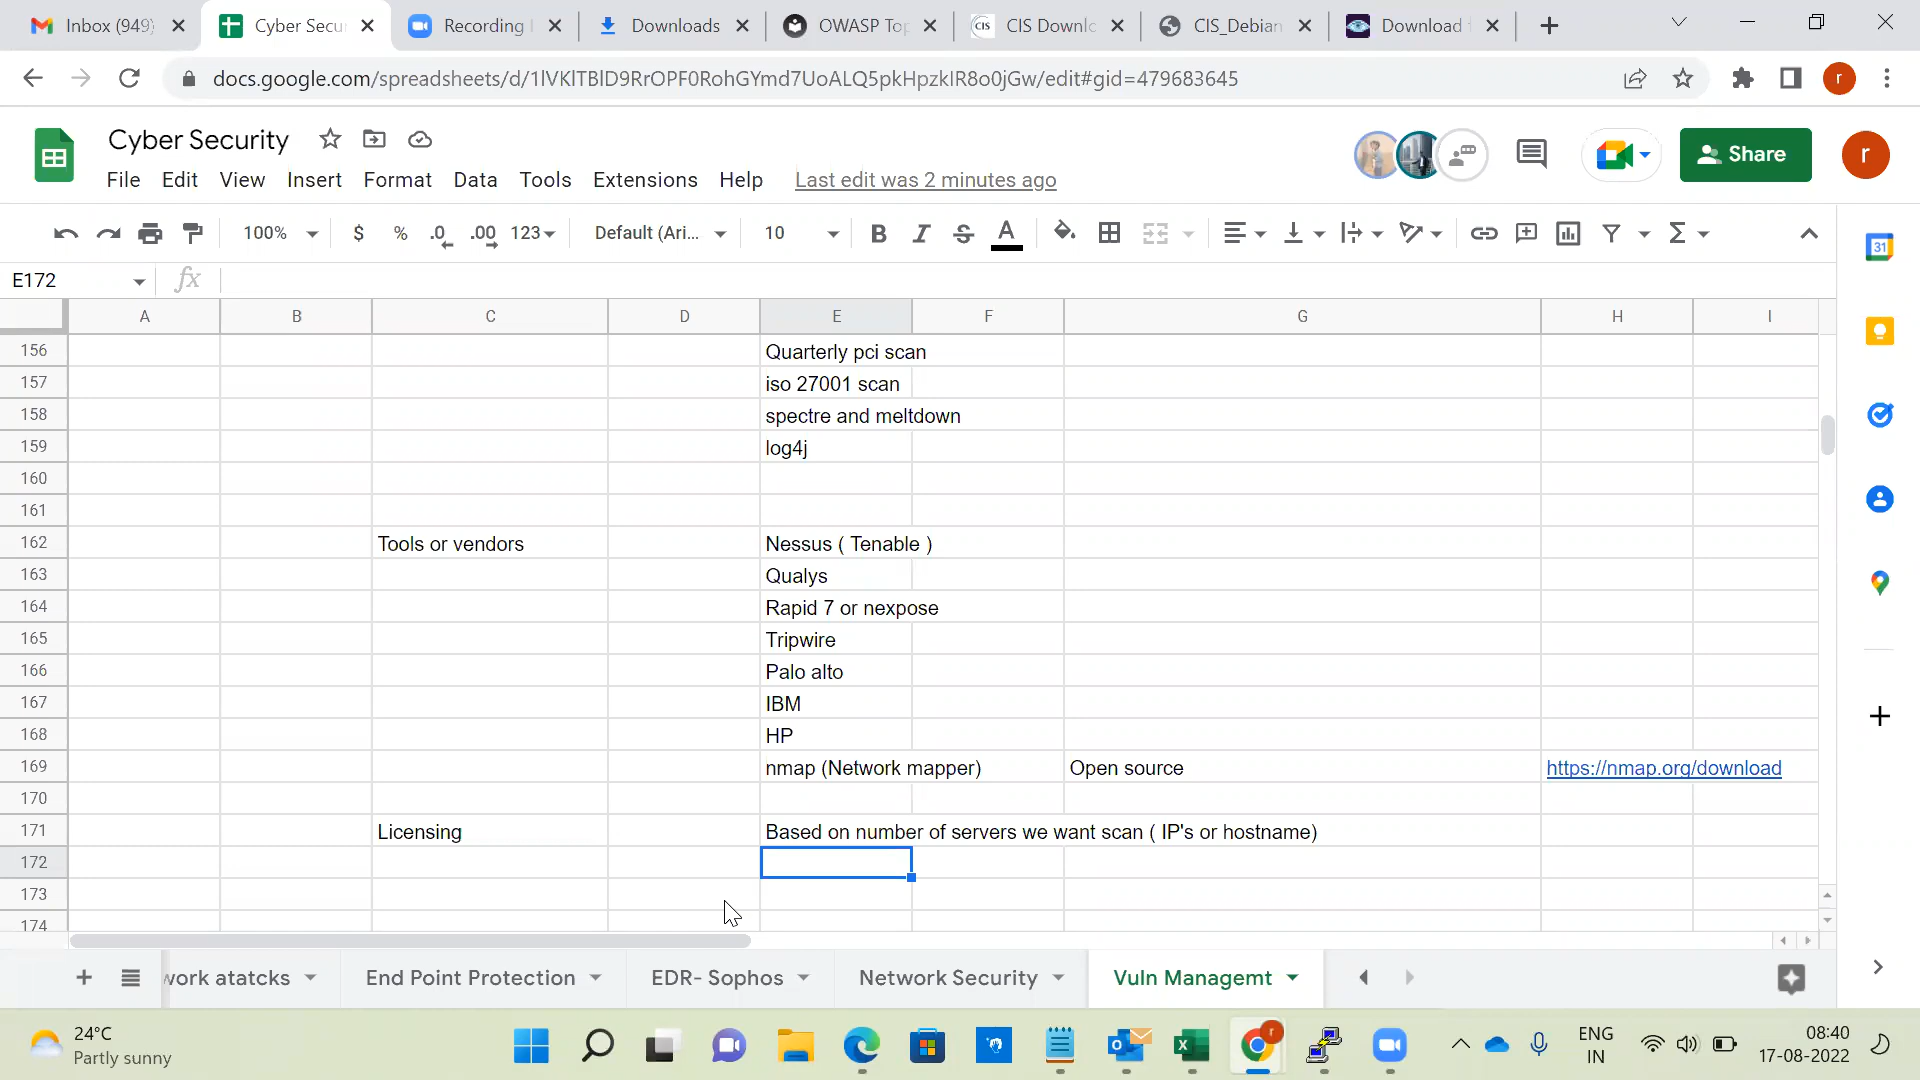 Inbox (949)
Cyber Secu
Recording
Downloads
OWASP Top
CIS Downlo
CIS_Debian
Download
docs.google.com/spreadsheets/d/1lVKlTBlD9RrOPF0RohGYmd7UoALQ5pkHpzkIR8o0jGw/edit#gid=479683645
Cyber Security
Share
File Edit View Insert Format Data Tools Extensions Help Last edit was 2 minutes ago
100% $ % .0 .00 123 Default (Ari... 10 B I S A
E172 fx
A B C D E F G H I
156 Quarterly pci scan
157 iso 27001 scan
158 spectre and meltdown
159 log4j
160
161
162 Tools or vendors Nessus ( Tenable )
163 Qualys
164 Rapid 7 or nexpose
165 Tripwire
166 Palo alto
167 IBM
168 HP
169 nmap (Network mapper) Open source https://nmap.org/download
170
171 Licensing Based on number of servers we want scan ( IP's or hostname)
172
173
174
work atatcks End Point Protection EDR- Sophos Network Security Vuln Managemt
24°C
Partly sunny
ENG
IN
08:40
17-08-2022